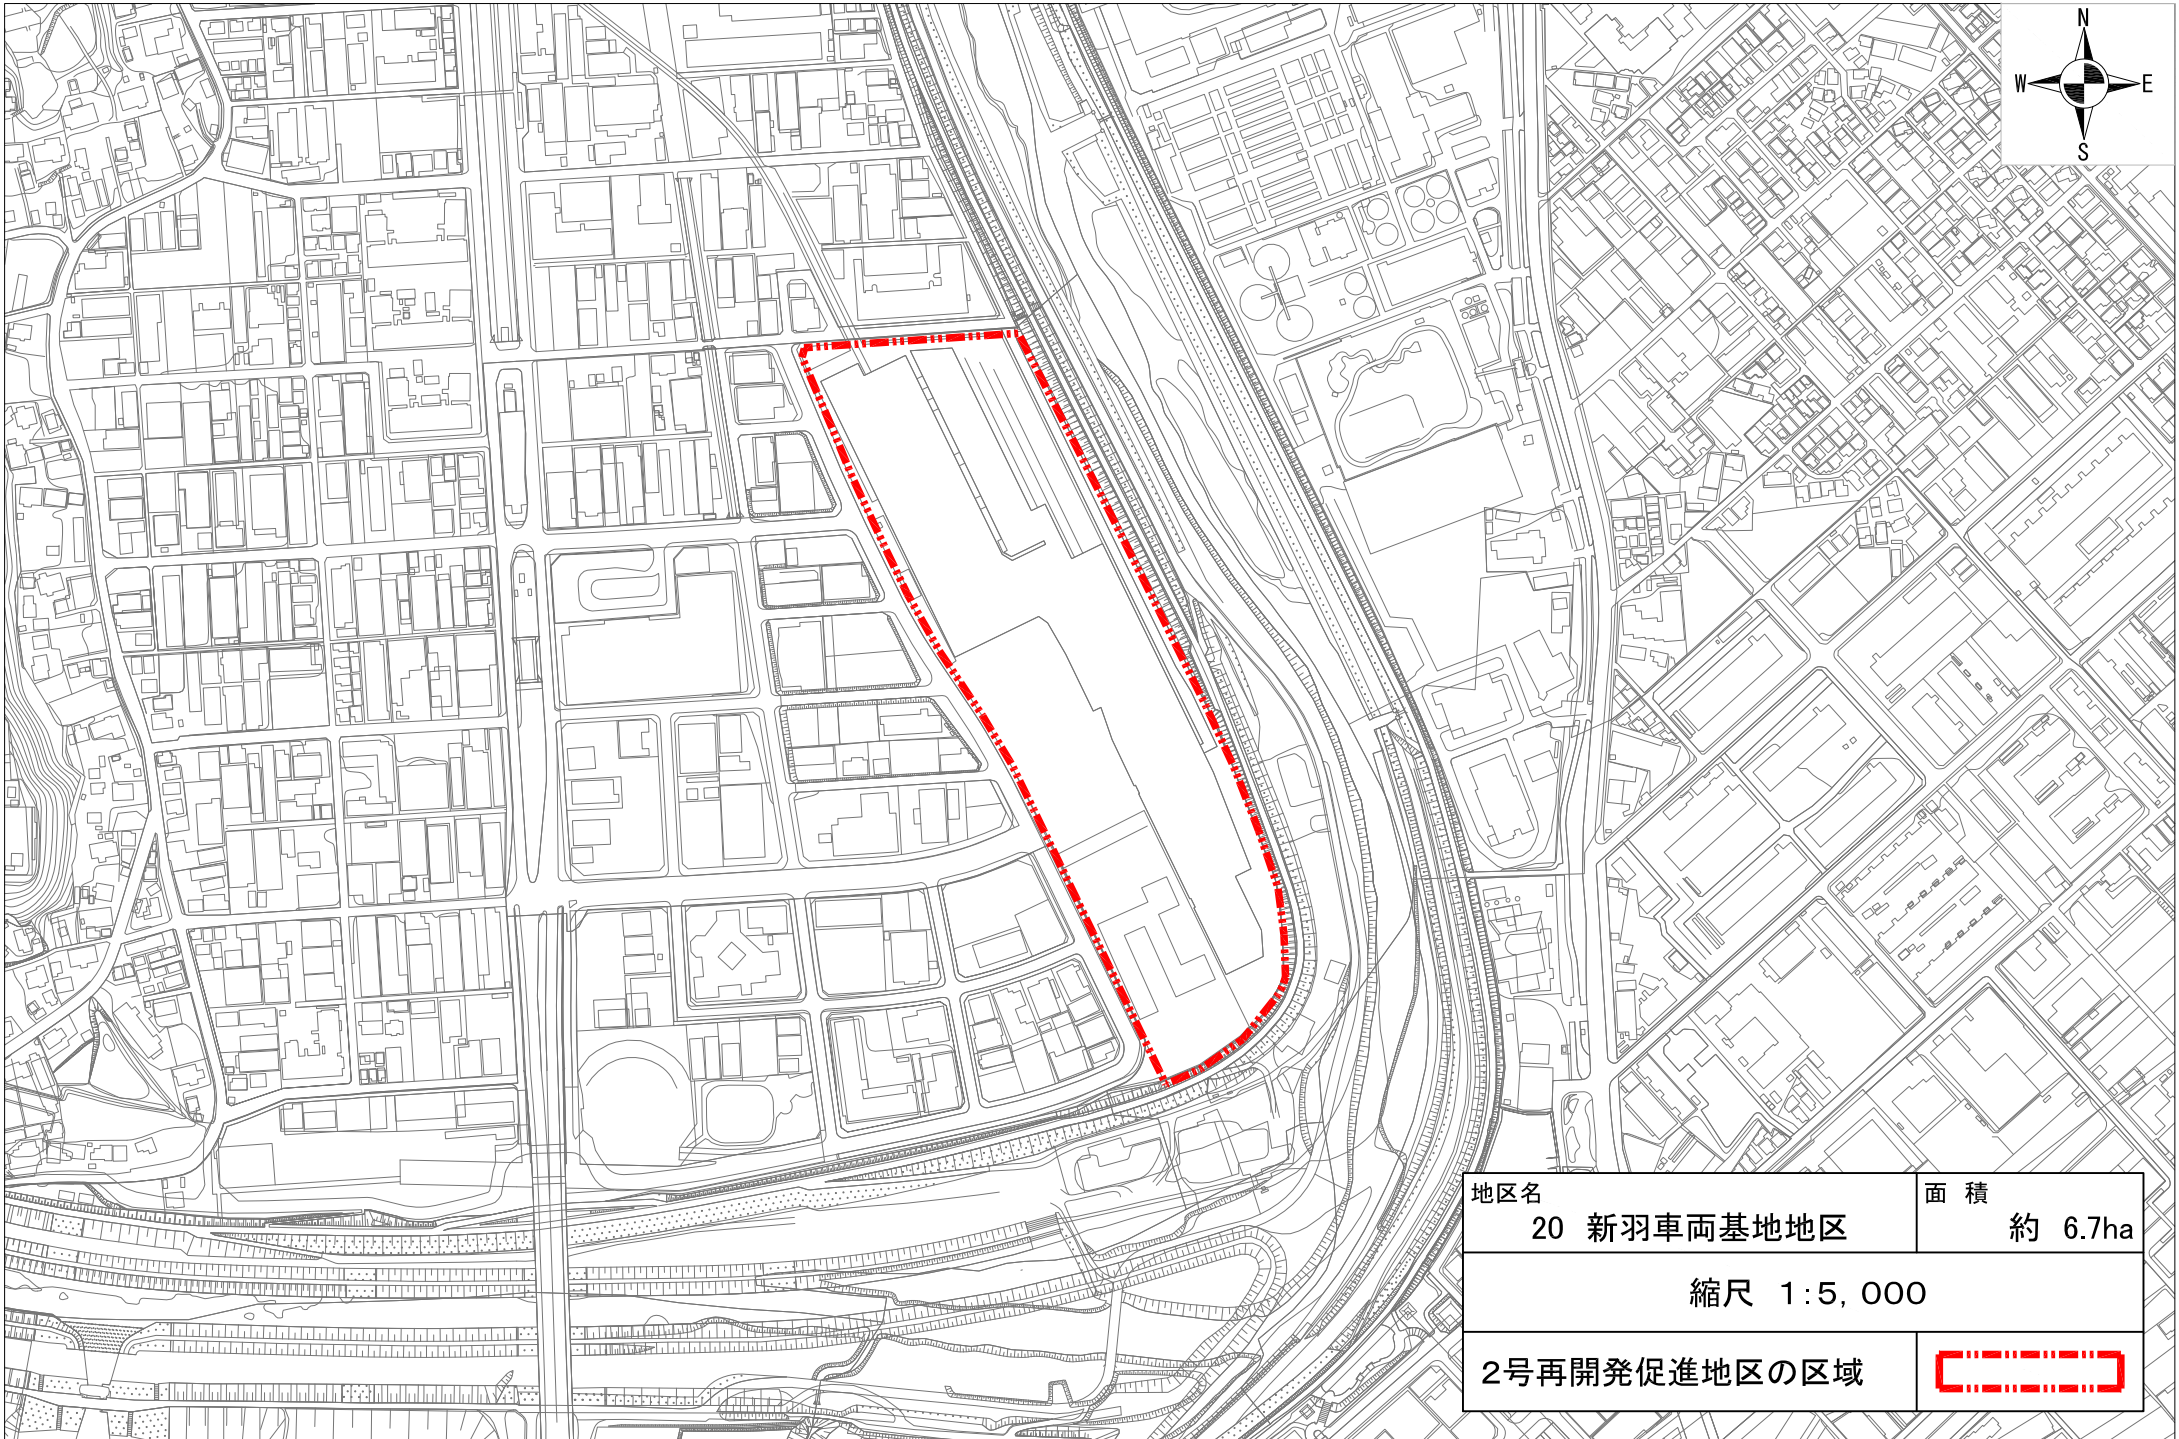 N
W E
S
地区名
20 新羽車両基地地区
面 積
約 6.7ha
縮尺 1:5,000
2号再開発促進地区の区域